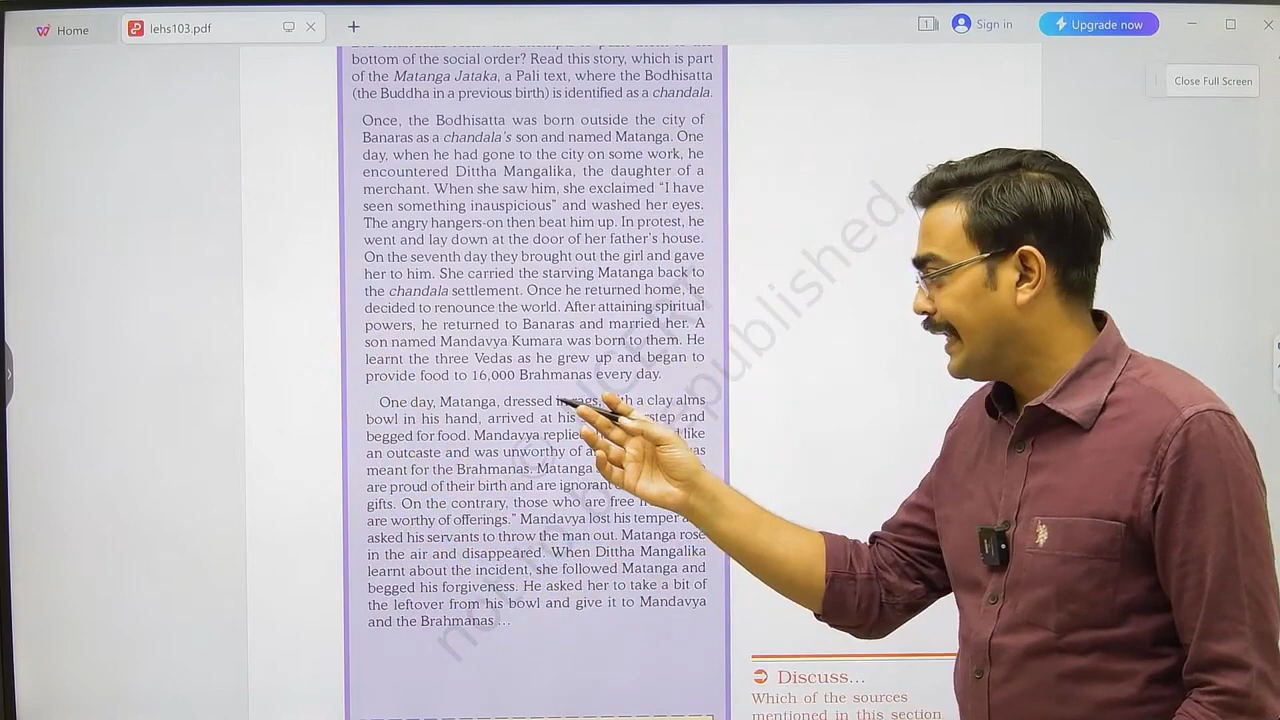 Home
lehs103.pdf
1
Sign in
Upgrade now
Close Full Screen
bottom of the social order? Read this story, which is part
of the Matanga Jataka, a Pali text, where the Bodhisatta
(the Buddha in a previous birth) is identified as a chandala.
Once, the Bodhisatta was born outside the city of
Banaras as a chandala's son and named Matanga. One
day, when he had gone to the city on some work, he
encountered Dittha Mangalika, the daughter of a
merchant. When she saw him, she exclaimed "I have
seen something inauspicious" and washed her eyes.
The angry hangers-on then beat him up. In protest, he
went and lay down at the door of her father's house.
On the seventh day they brought out the girl and gave
her to him. She carried the starving Matanga back to
the chandala settlement. Once he returned home, he
decided to renounce the world. After attaining spiritual
powers, he returned to Banaras and married her. A
son named Mandavya Kumara was born to them. He
learnt the three Vedas as he grew up and began to
provide food to 16,000 Brahmanas every day.
One day, Matanga, dressed in rags, with a clay alms
bowl in his hand, arrived at his
and
begged for food. Mandavya replied like
an outcaste and was unworthy of
meant for the Brahmanas. Matanga
are proud of their birth and are ignorant
gifts. On the contrary, those who are free
are worthy of offerings." Mandavya lost his temper
asked his servants to throw the man out. Matanga rose
in the air and disappeared. When Dittha Mangalika
learnt about the incident, she followed Matanga and
begged his forgiveness. He asked her to take a bit of
the leftover from his bowl and give it to Mandavya
and the Brahmanas ...
not
published
Discuss...
Which of the sources
mentioned in this section